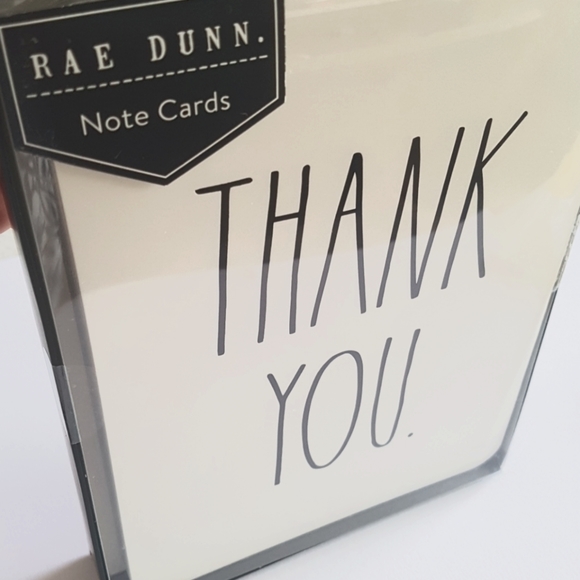 RAE DUNN.
Note Cards
THANK
YOU.